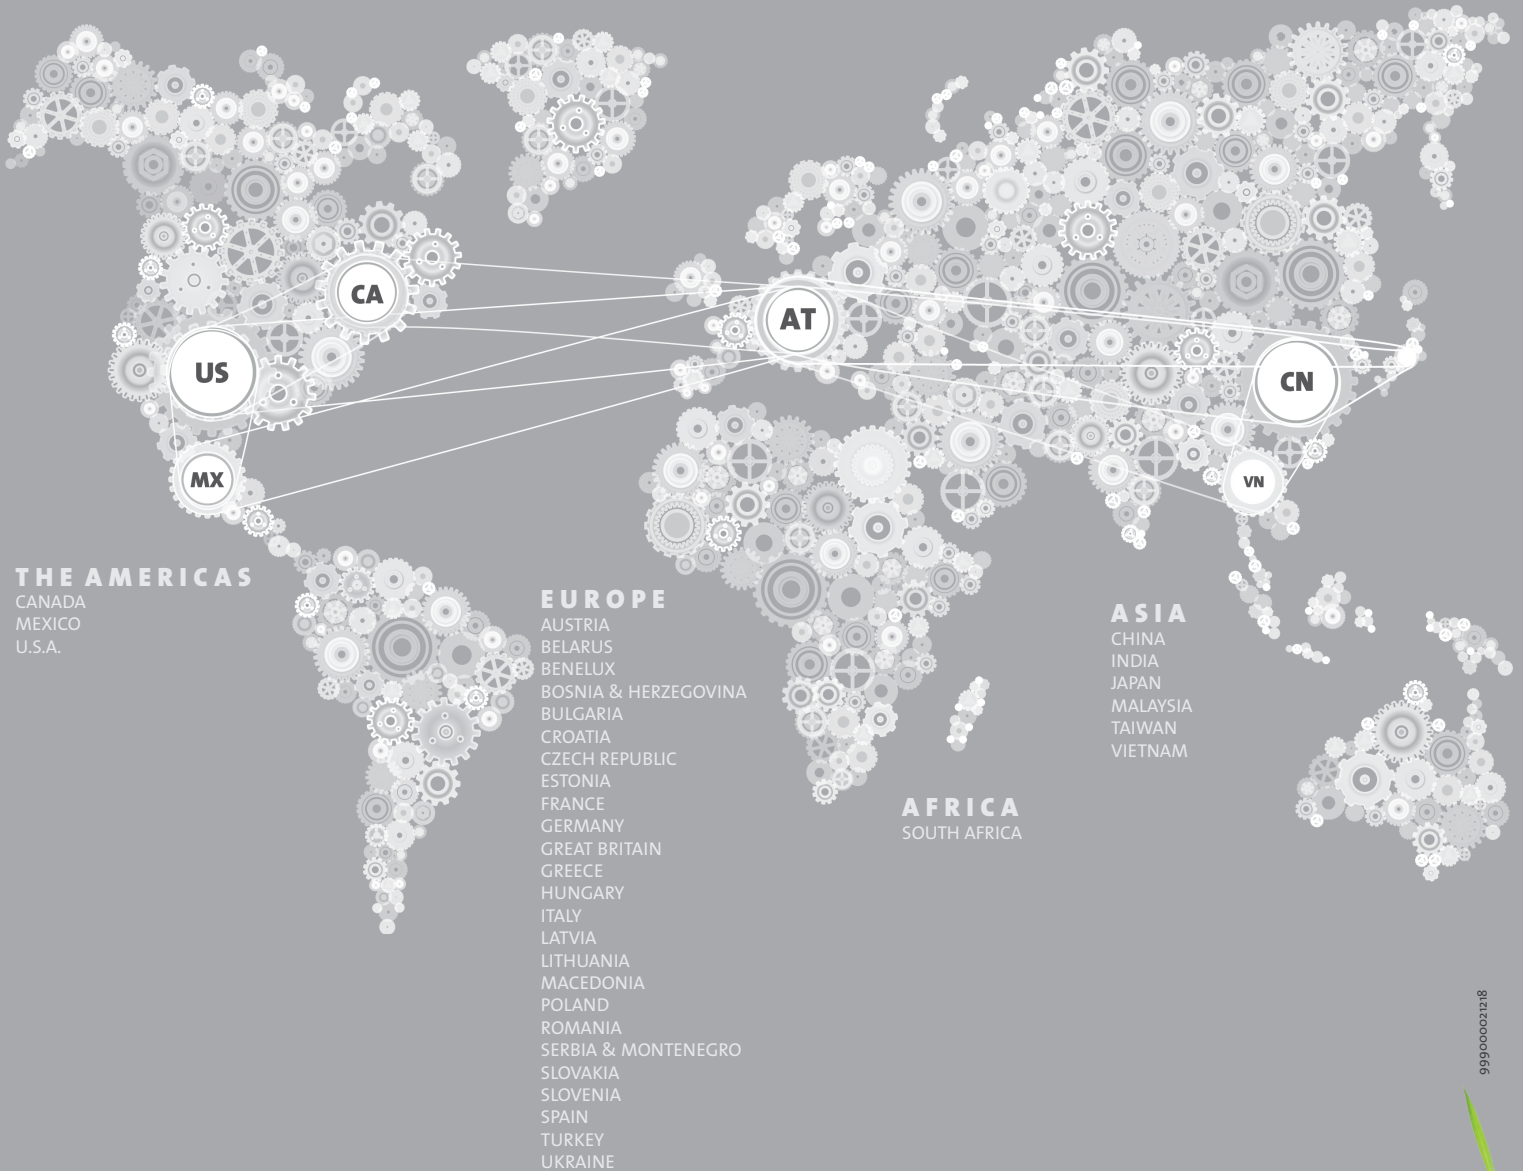 CA
AT
US
CN
MX
VN
THE AMERICAS
CANADA
MEXICO
U.S.A.
EUROPE
AUSTRIA
BELARUS
BENELUX
BOSNIA & HERZEGOVINA
BULGARIA
CROATIA
CZECH REPUBLIC
ESTONIA
FRANCE
GERMANY
GREAT BRITAIN
GREECE
HUNGARY
ITALY
LATVIA
LITHUANIA
MACEDONIA
POLAND
ROMANIA
SERBIA & MONTENEGRO
SLOVAKIA
SLOVENIA
SPAIN
TURKEY
UKRAINE
AFRICA
SOUTH AFRICA
ASIA
CHINA
INDIA
JAPAN
MALAYSIA
TAIWAN
VIETNAM
999000021218